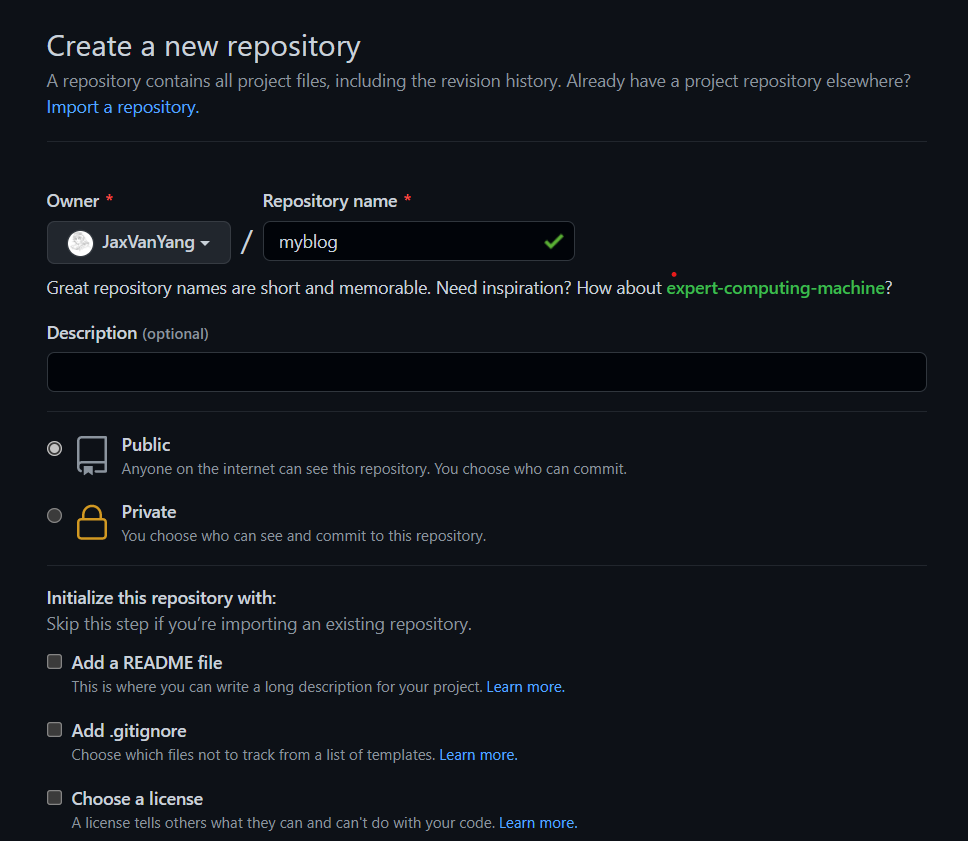 Create a new repository
A repository contains all project files, including the revision history. Already have a project repository elsewhere?
Import a repository.
Owner *
Repository name *
JaxVanYang
/
myblog
Great repository names are short and memorable. Need inspiration? How about expert-computing-machine?
Description (optional)
Public
Anyone on the internet can see this repository. You choose who can commit.
Private
You choose who can see and commit to this repository.
Initialize this repository with:
Skip this step if you’re importing an existing repository.
Add a README file
This is where you can write a long description for your project. Learn more.
Add .gitignore
Choose which files not to track from a list of templates. Learn more.
Choose a license
A license tells others what they can and can't do with your code. Learn more.